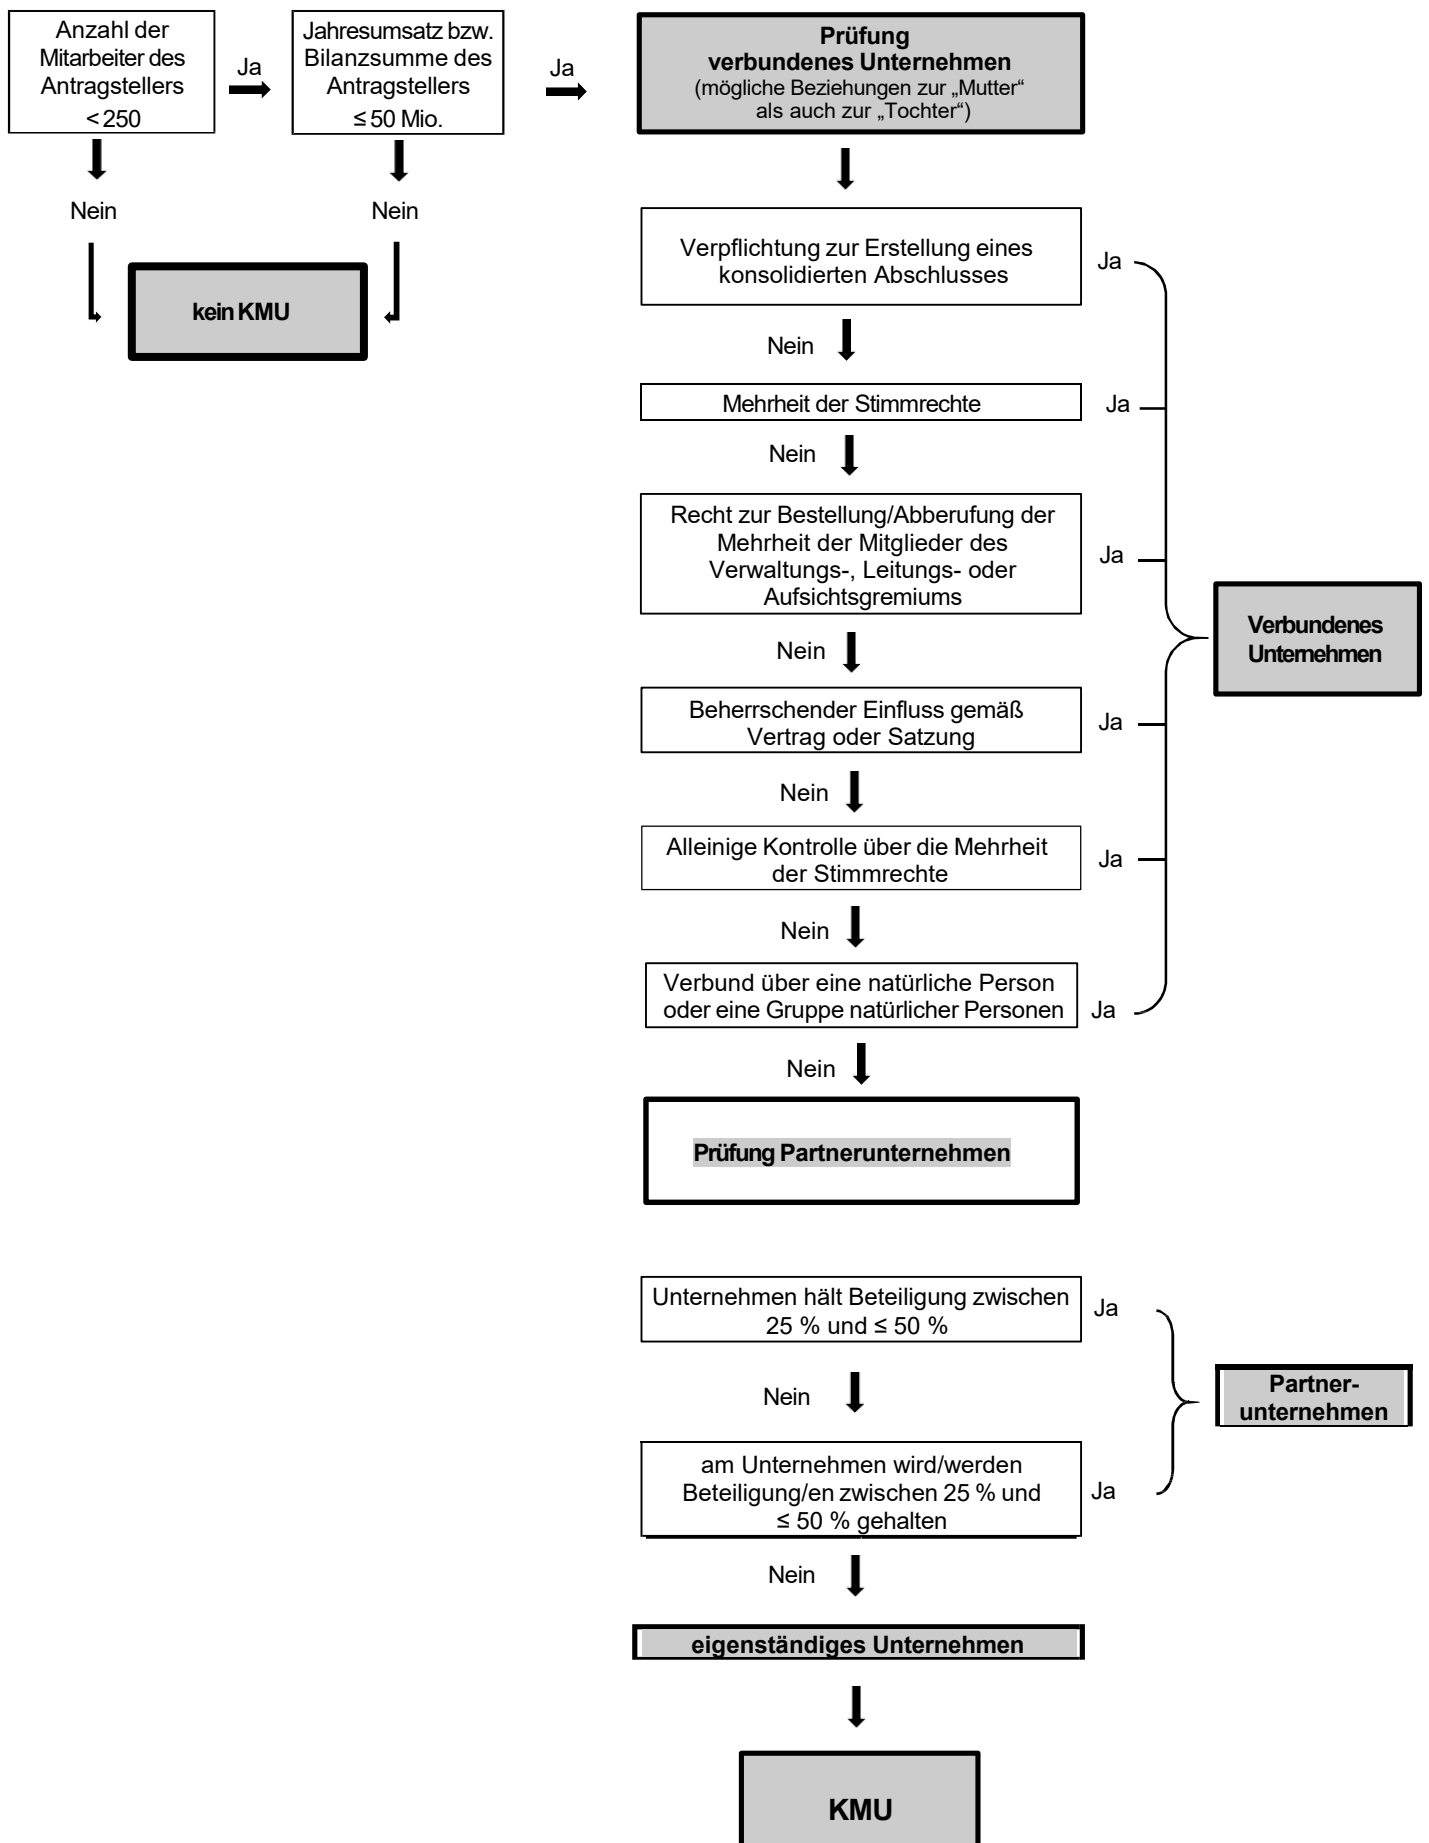 Anzahl der
Mitarbeiter des
Antragstellers
< 250
Ja
Jahresumsatz bzw.
Bilanzsumme des
Antragstellers
≤ 50 Mio.
Ja
Prüfung
verbundenes Unternehmen
(mögliche Beziehungen zur „Mutter“
als auch zur „Tochter“)
Nein
Nein
kein KMU
Verpflichtung zur Erstellung eines
konsolidierten Abschlusses
Ja
Nein
Mehrheit der Stimmrechte
Ja
Nein
Recht zur Bestellung/Abberufung der
Mehrheit der Mitglieder des
Verwaltungs-, Leitungs- oder
Aufsichtsgremiums
Ja
Verbundenes
Unternehmen
Nein
Beherrschender Einfluss gemäß
Vertrag oder Satzung
Ja
Nein
Alleinige Kontrolle über die Mehrheit
der Stimmrechte
Ja
Nein
Verbund über eine natürliche Person
oder eine Gruppe natürlicher Personen
Ja
Nein
Prüfung Partnerunternehmen
Unternehmen hält Beteiligung zwischen
25 % und ≤ 50 %
Ja
Nein
Partner-
unternehmen
am Unternehmen wird/werden
Beteiligung/en zwischen 25 % und
≤ 50 % gehalten
Ja
Nein
eigenständiges Unternehmen
KMU